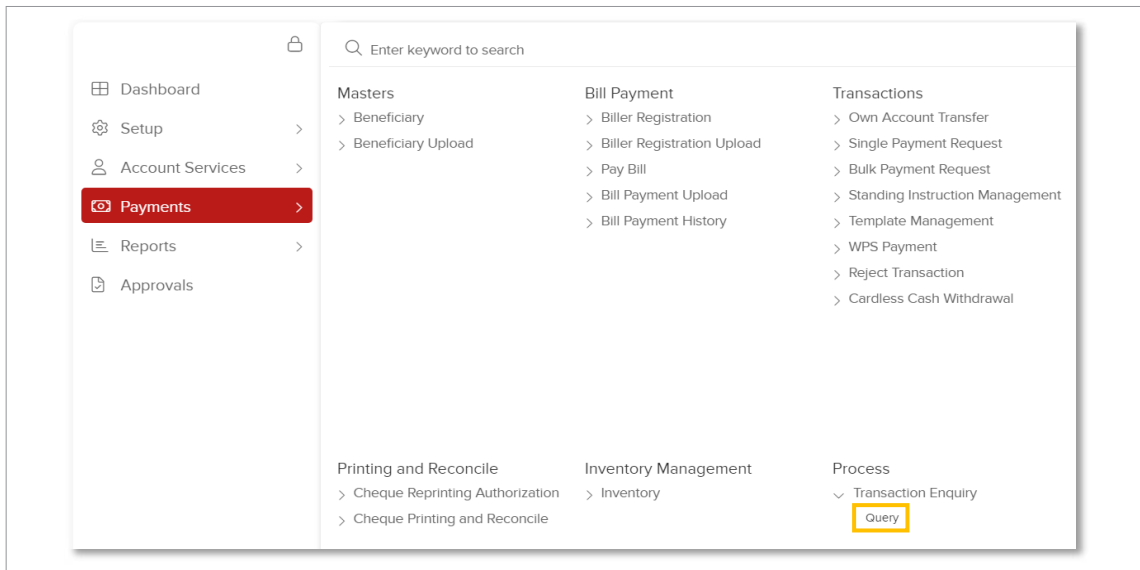 Enter keyword to search
Dashboard
Setup
Account Services
Payments
Reports
Approvals
Masters
Beneficiary
Beneficiary Upload
Bill Payment
Biller Registration
Biller Registration Upload
Pay Bill
Bill Payment Upload
Bill Payment History
Transactions
Own Account Transfer
Single Payment Request
Bulk Payment Request
Standing Instruction Management
Template Management
WPS Payment
Reject Transaction
Cardless Cash Withdrawal
Printing and Reconcile
Cheque Reprinting Authorization
Cheque Printing and Reconcile
Inventory Management
Inventory
Process
Transaction Enquiry
Query